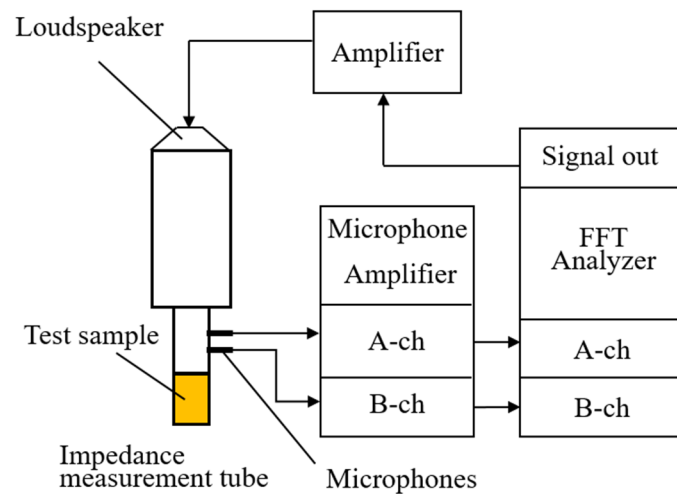 Loudspeaker
Amplifier
Signal out
Microphone
Amplifier
FFT
Analyzer
Test sample
A-ch
A-ch
B-ch
B-ch
Impedance
measurement tube
Microphones